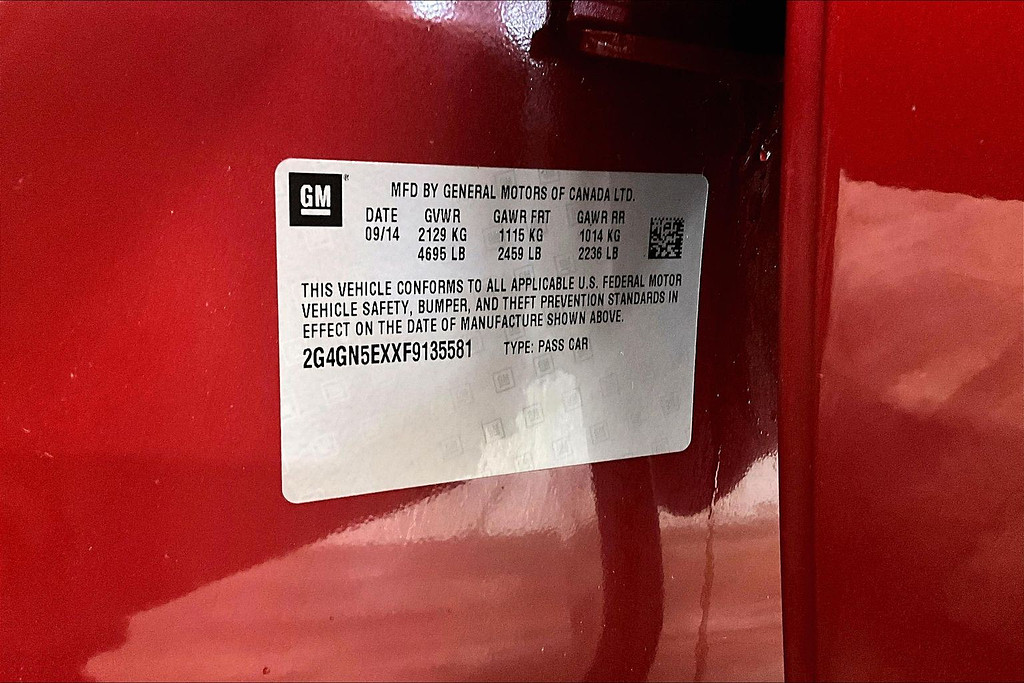 GM
MFD BY GENERAL MOTORS OF CANADA LTD.
DATE GVWR GAWR FRT GAWR RR
09/14 2129 KG 1115 KG 1014 KG
4695 LB 2459 LB 2236 LB
THIS VEHICLE CONFORMS TO ALL APPLICABLE U.S. FEDERAL MOTOR
VEHICLE SAFETY, BUMPER, AND THEFT PREVENTION STANDARDS IN
EFFECT ON THE DATE OF MANUFACTURE SHOWN ABOVE.
2G4GN5EXXF9135581 TYPE: PASS CAR